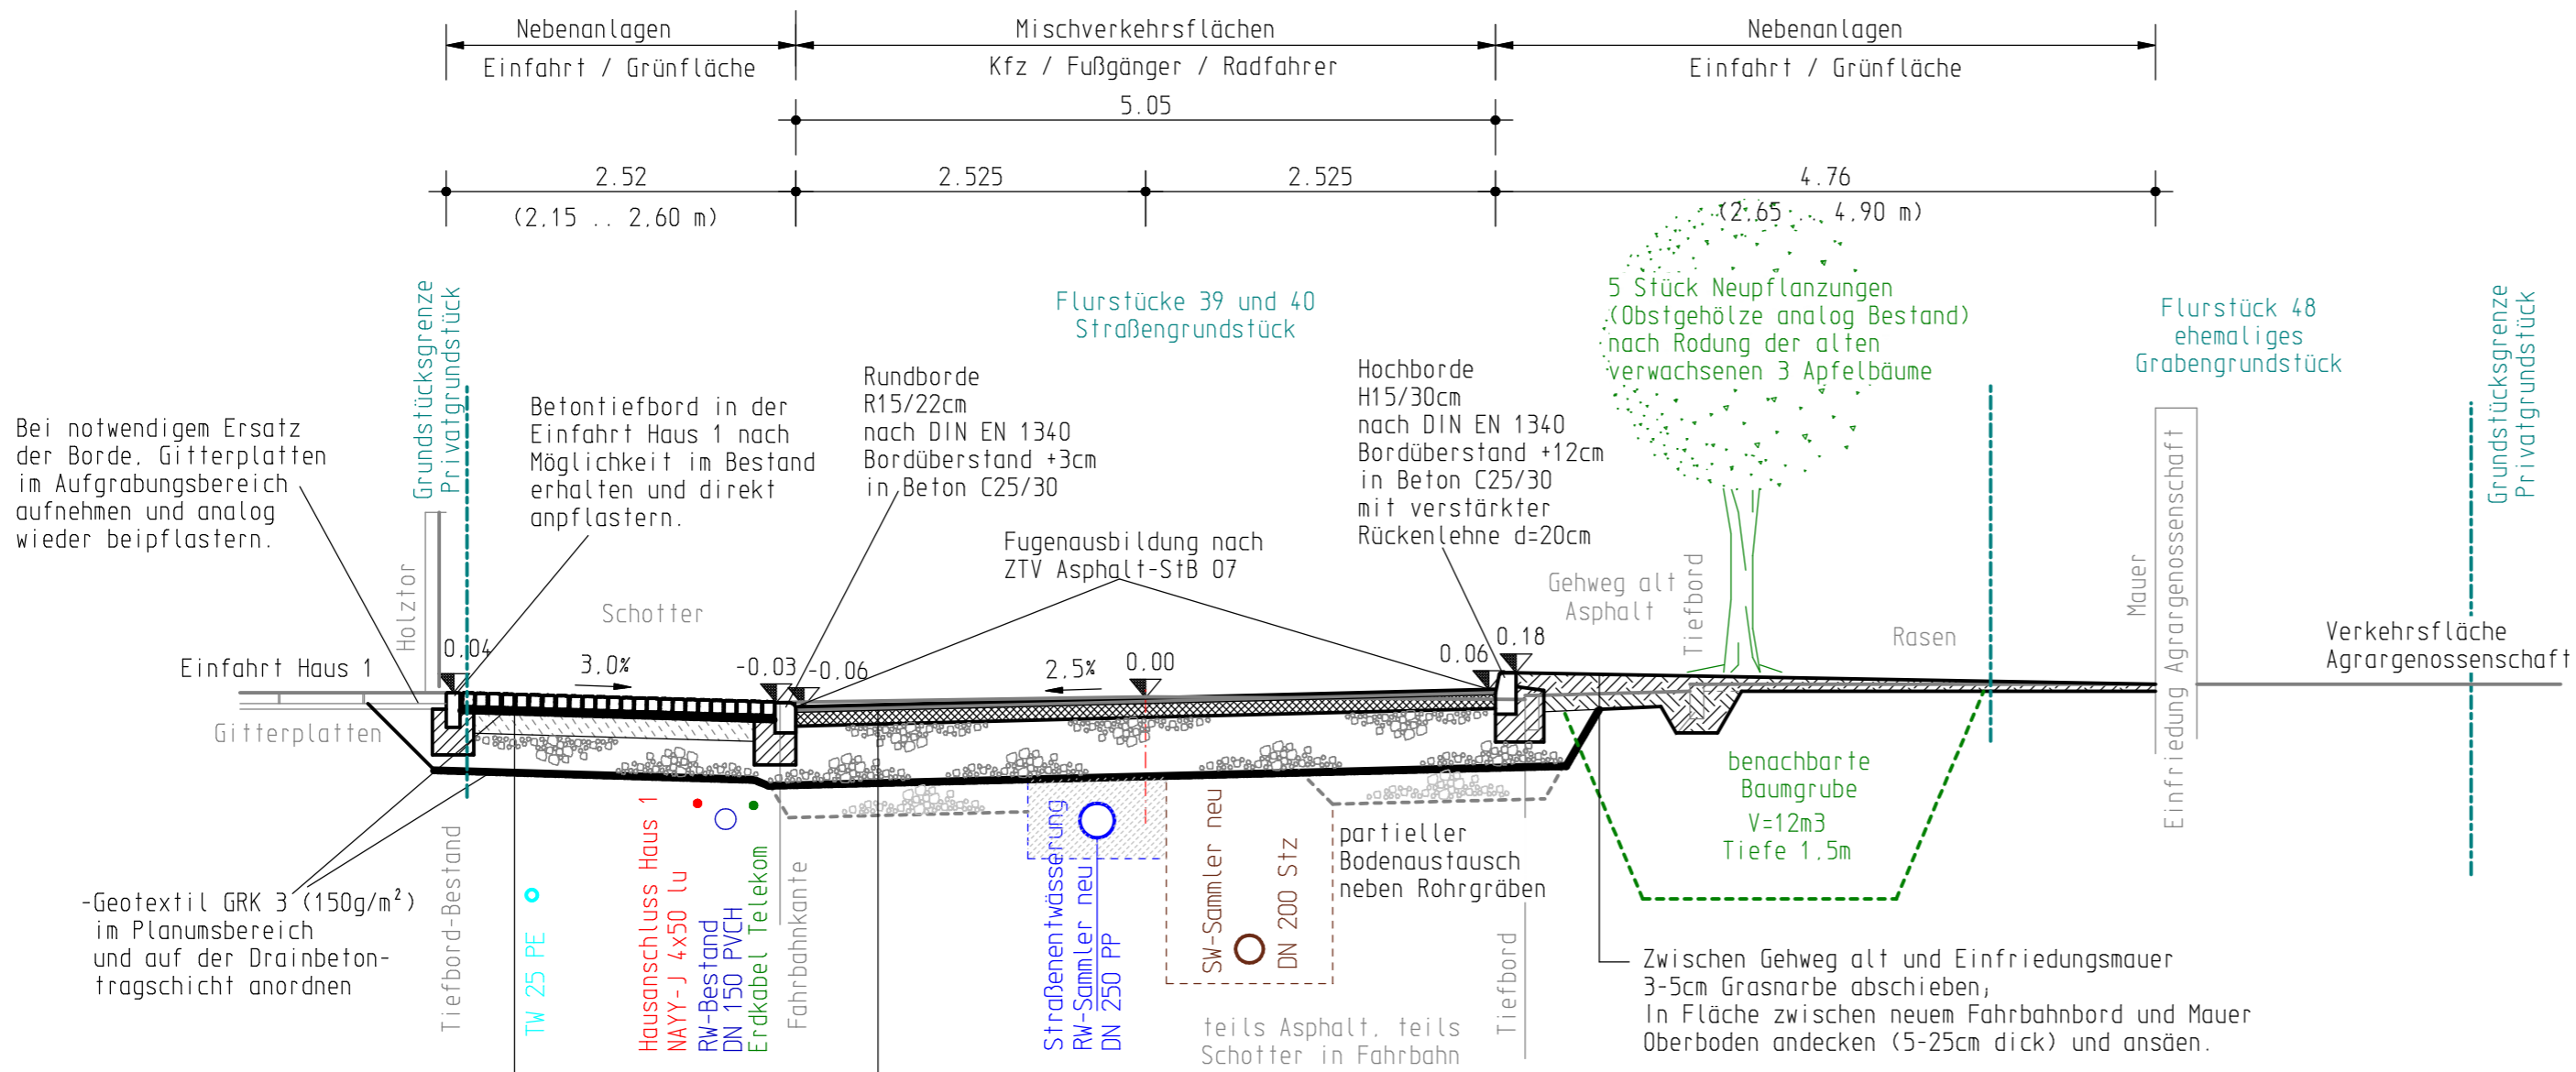 Nebenanlagen
Einfahrt / Grünfläche
Mischverkehrsflächen
Kfz / Fußgänger / Radfahrer
Nebenanlagen
Einfahrt / Grünfläche
5.05
2.52
(2,15 .. 2,60 m)
2.525
2.525
4.76
(2,65 .. 4,90 m)
Grundstücksgrenze
Privatgrundstück
Flurstücke 39 und 40
Straßengrundstück
5 Stück Neupflanzungen
(Obstgehölze analog Bestand)
nach Rodung der alten
verwachsenen 3 Apfelbäume
Flurstück 48
ehemaliges
Grabengrundstück
Grundstücksgrenze
Privatgrundstück
Bei notwendigem Ersatz
der Borde, Gitterplatten
im Aufgrabungsbereich
aufnehmen und analog
wieder beipflastern.
Betontiefbord in der
Einfahrt Haus 1 nach
Möglichkeit im Bestand
erhalten und direkt
anpflastern.
Rundborde
R15/22cm
nach DIN EN 1340
Bordüberstand +3cm
in Beton C25/30
Fugenausbildung nach
ZTV Asphalt-StB 07
Hochborde
H15/30cm
nach DIN EN 1340
Bordüberstand +12cm
in Beton C25/30
mit verstärkter
Rückenlehne d=20cm
Holztor
Schotter
Gehweg alt
Asphalt
Tiefbord
Rasen
Mauer
Einfriedung Agrargenossenschaft
Verkehrsfläche
Agrargenossenschaft
Einfahrt Haus 1
Gitterplatten
0,04
3,0%
-0,03
-0,06
2,5%
0,00
0,06
0,18
benachbarte
Baumgrube
V=12m3
Tiefe 1,5m
-Geotextil GRK 3 (150g/m²)
im Planumsbereich
und auf der Drainbeton-
tragschicht anordnen
Tiefbord-Bestand
TW 25 PE
Hausanschluss Haus 1
NAYY-J 4x50 lu
RW-Bestand
DN 150 PVCH
Erdkabel Telekom
Fahrbahnkante
Straßenentwässerung
RW-Sammler neu
DN 250 PP
SW-Sammler neu
DN 200 Stz
partieller
Bodenaustausch
neben Rohrgräben
teils Asphalt, teils
Schotter in Fahrbahn
Tiefbord
Zwischen Gehweg alt und Einfriedungsmauer
3-5cm Grasnarbe abschieben;
In Fläche zwischen neuem Fahrbahnbord und Mauer
Oberboden andecken (5-25cm dick) und ansäen.